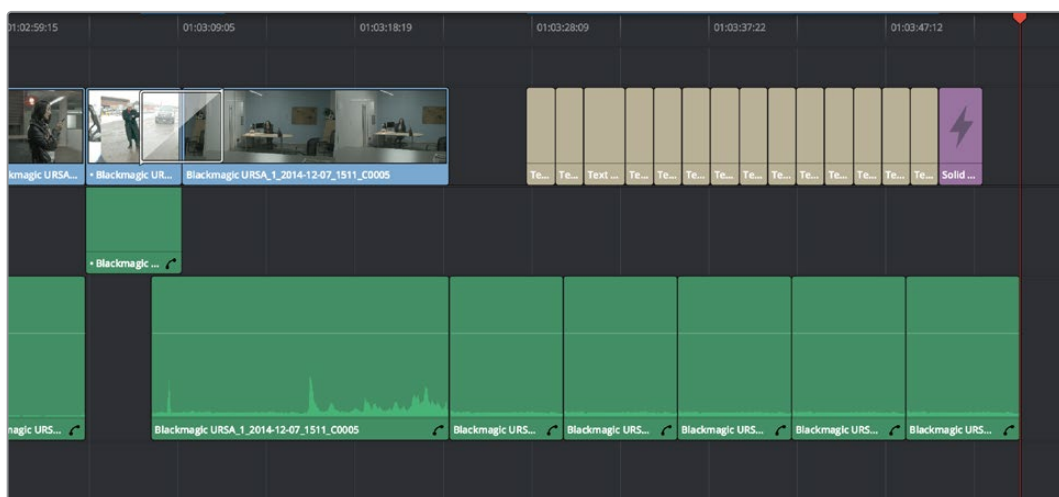 01:02:59:15 01:03:09:05 01:03:18:19 01:03:28:09 01:03:37:22 01:03:47:12
kmagic URSA... • Blackmagic UR... Blackmagic URSA_1_2014-12-07_1511_C0005 Te... Te... Text ... Te... Te... Te... Te... Te... Te... Te... Te... Te... Te... Te... Solid ...
• Blackmagic ...
nagic URS... Blackmagic URSA_1_2014-12-07_1511_C0005 Blackmagic URS... Blackmagic URS... Blackmagic URS... Blackmagic URS... Blackmagic URS...